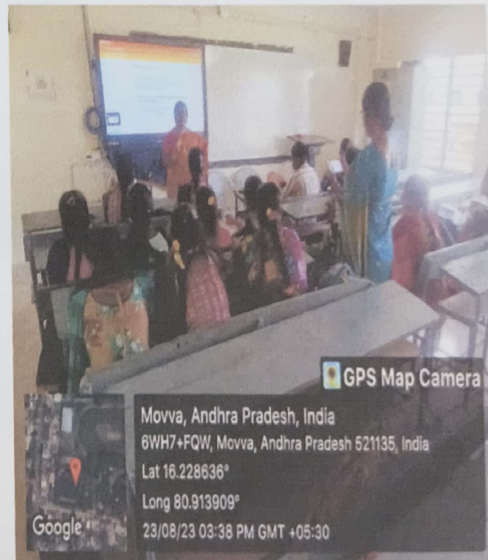 GPS Map Camera
Movva, Andhra Pradesh, India
6WH7+FQW, Movva, Andhra Pradesh 521135, India
Lat 16.228636°
Long 80.913909°
23/08/23 03:38 PM GMT +05:30
Google